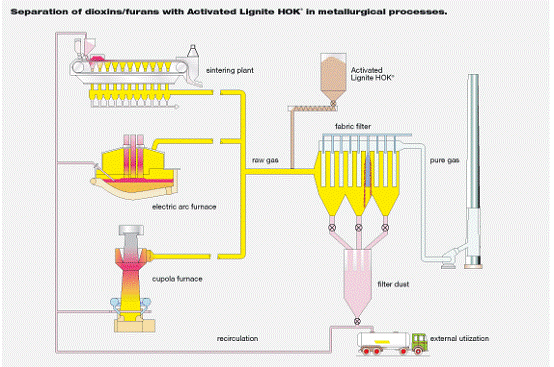 Separation of dioxins/furans with Activated Lignite HOK® in metallurgical processes.
sintering plant
Activated
Lignite HOK®
fabric filter
raw gas
pure gas
electric arc furnace
cupola furnace
filter dust
recirculation
external utiization